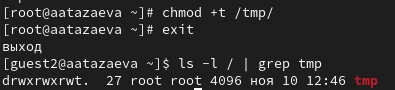 [root@aatazaeva ~]# chmod +t /tmp/
[root@aatazaeva ~]# exit
выход
[guest2@aatazaeva ~]$ ls -l / | grep tmp
drwxrwxrwt.  27 root root 4096 ноя 10 12:46 tmp